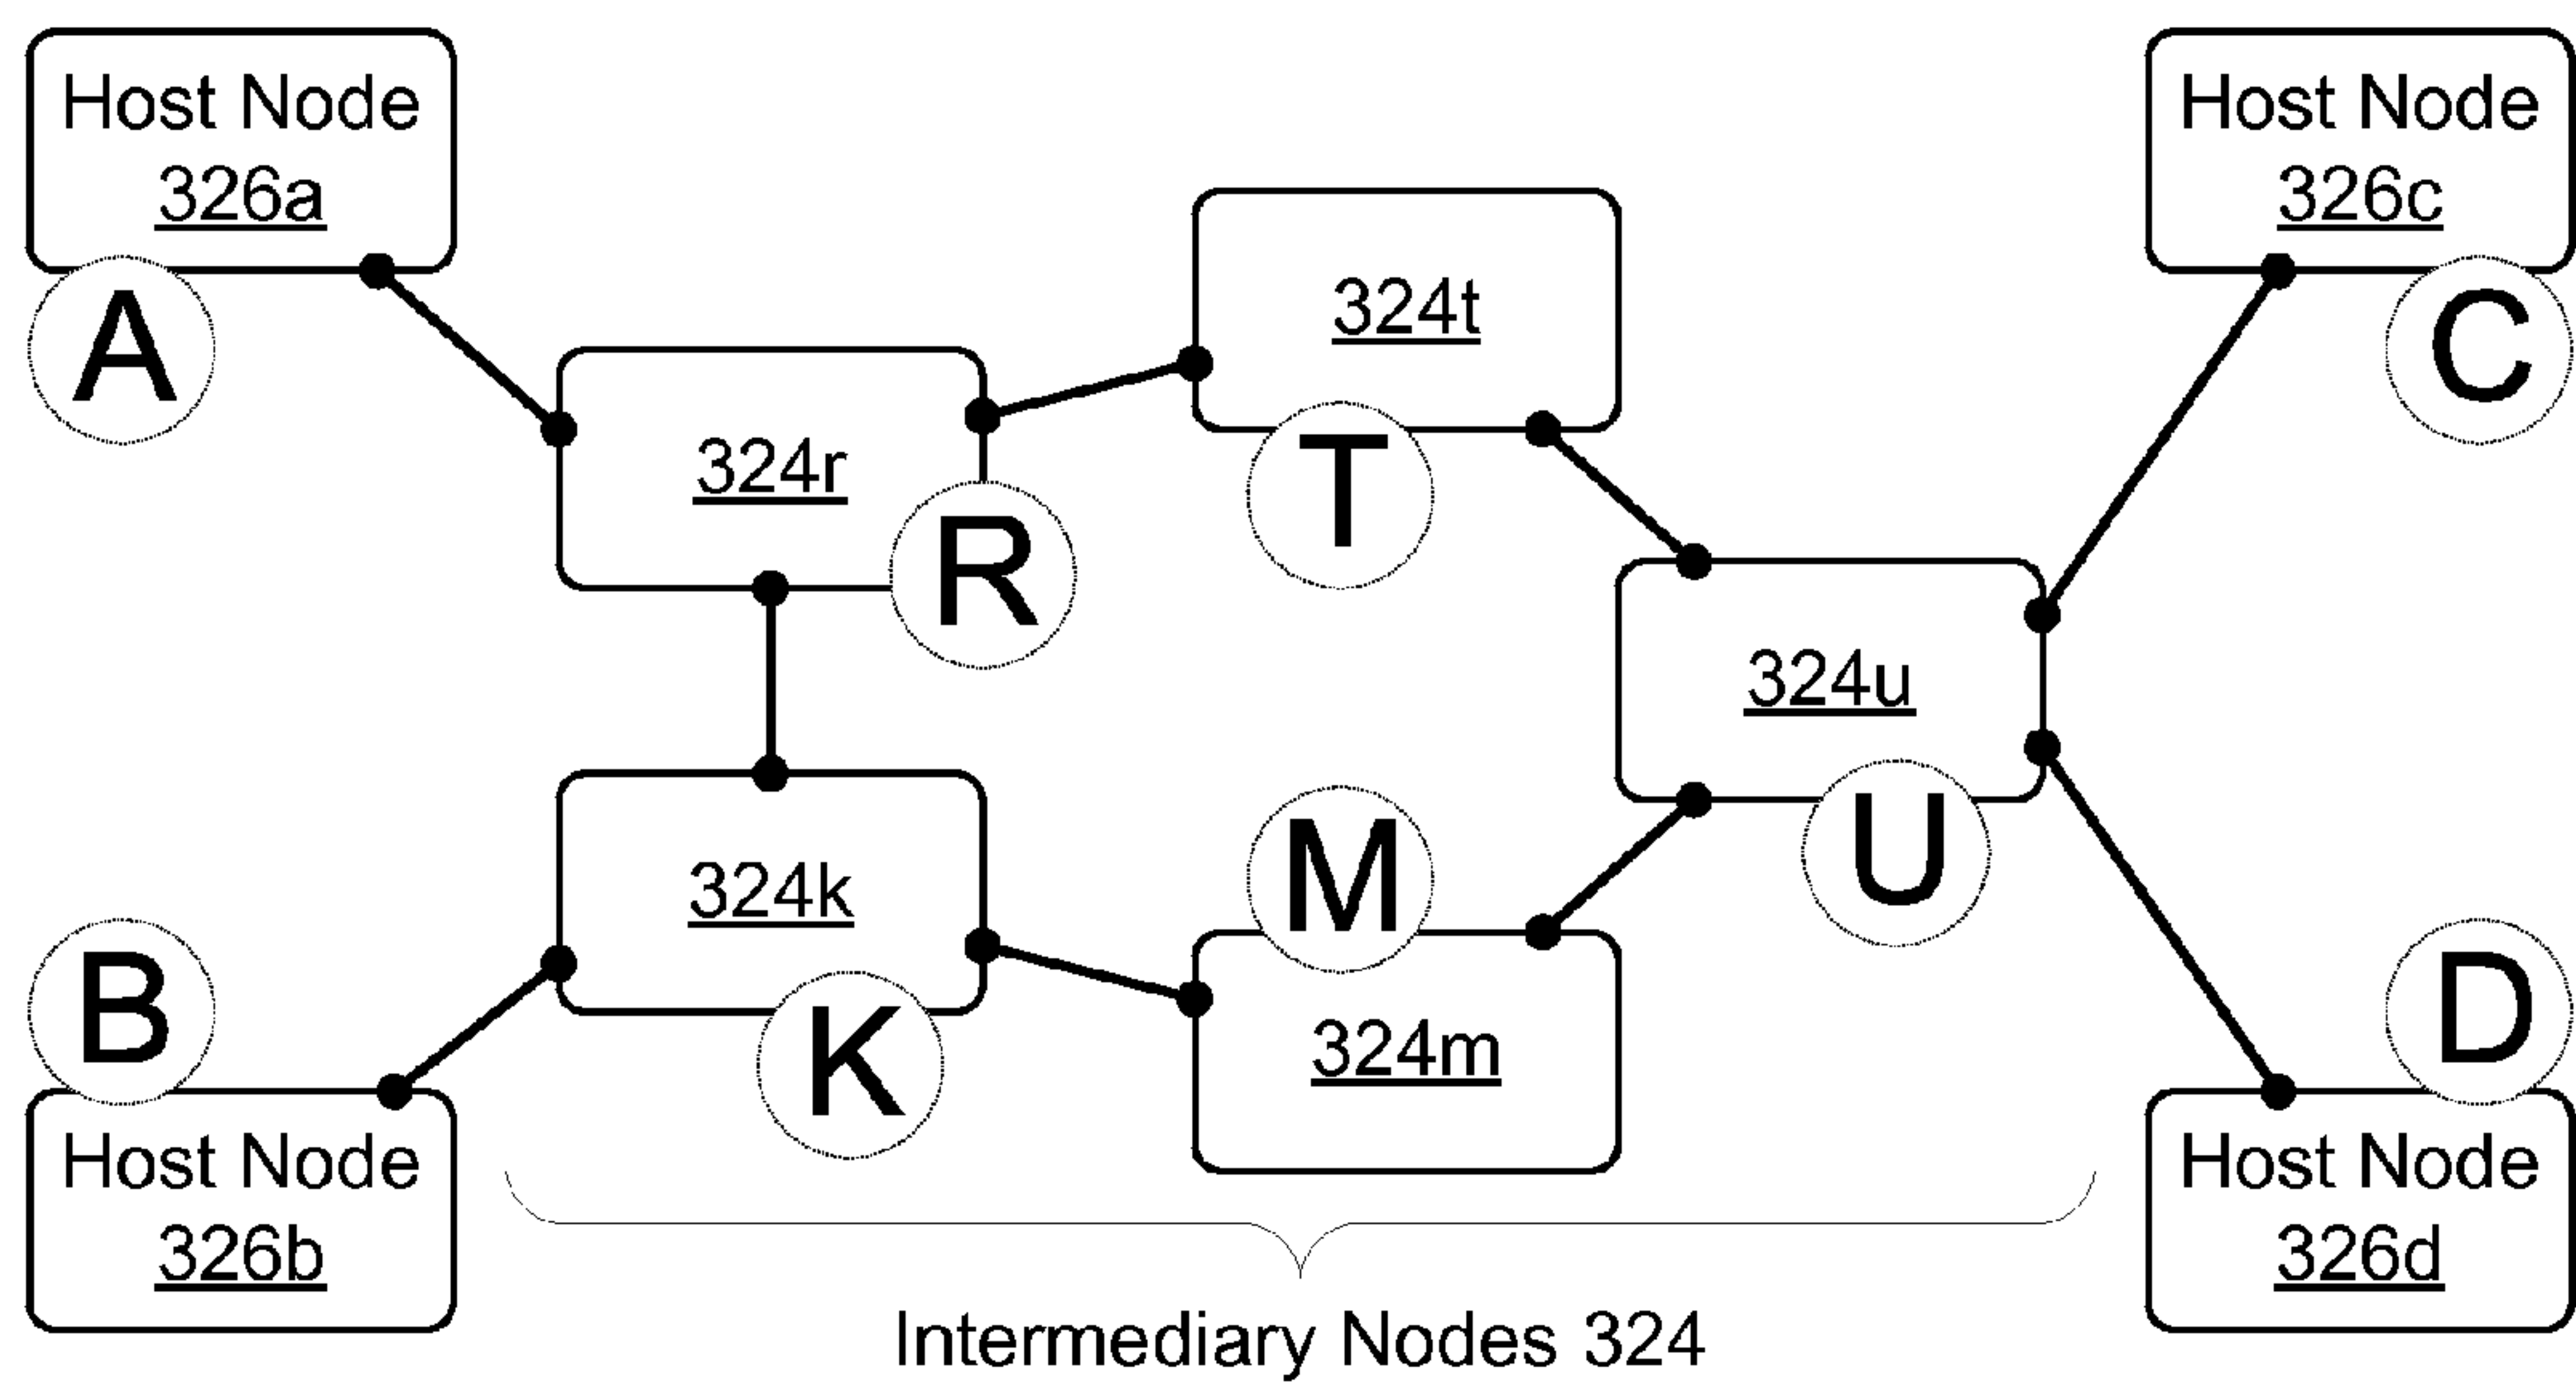 Host Node
326a
A
Host Node
326c
C
324t
T
324r
R
324u
U
324k
K
M
324m
B
Host Node
326b
D
Host Node
326d
Intermediary Nodes 324